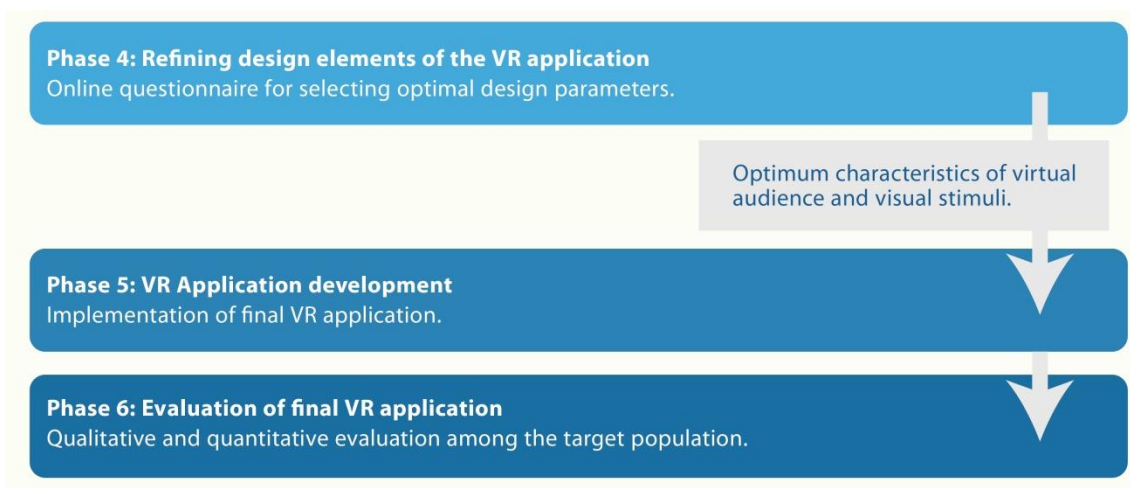 Phase 4: Refining design elements of the VR application
Online questionnaire for selecting optimal design parameters.
Optimum characteristics of virtual
audience and visual stimuli.
Phase 5: VR Application development
Implementation of final VR application.
Phase 6: Evaluation of final VR application
Qualitative and quantitative evaluation among the target population.